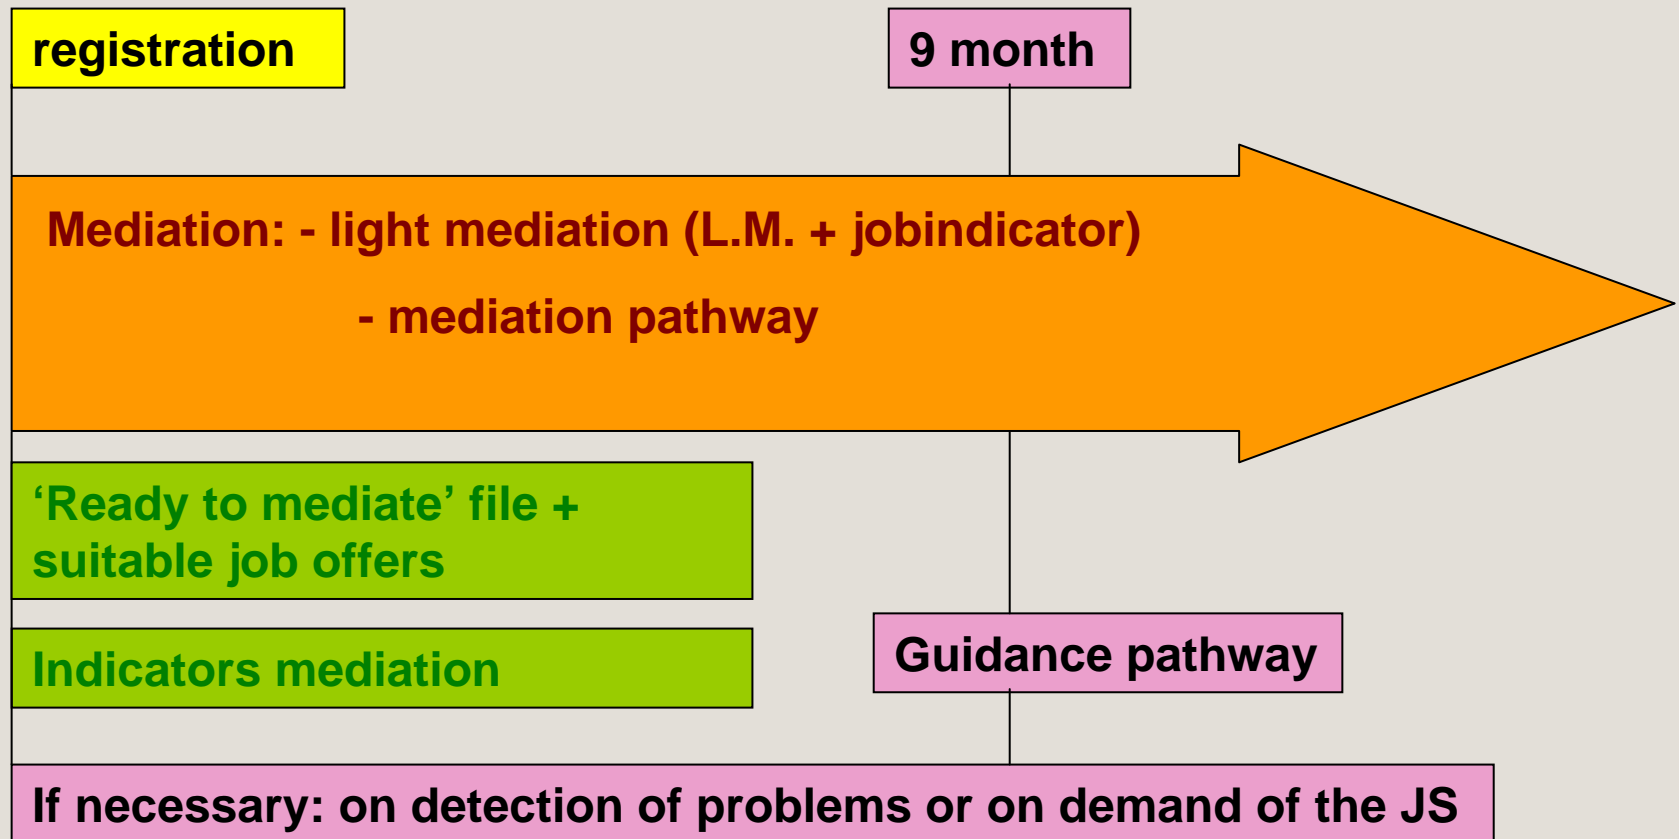 registration
9 month
Mediation: - light mediation (L.M. + jobindicator)
- mediation pathway
‘Ready to mediate’ file +
suitable job offers
Indicators mediation
Guidance pathway
If necessary: on detection of problems or on demand of the JS